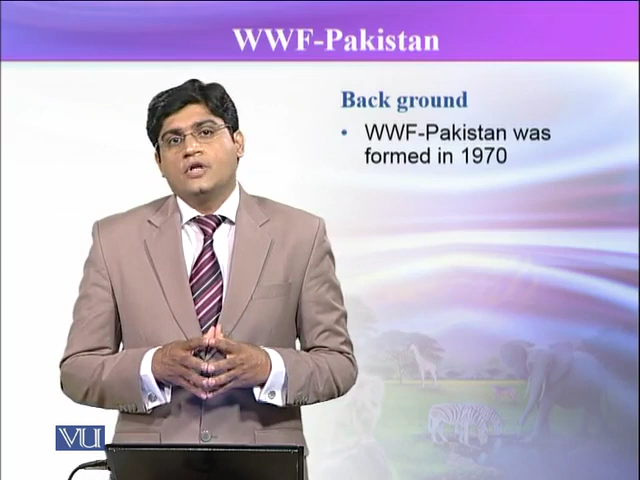 WWF-Pakistan
Back ground
• WWF-Pakistan was
formed in 1970
VU